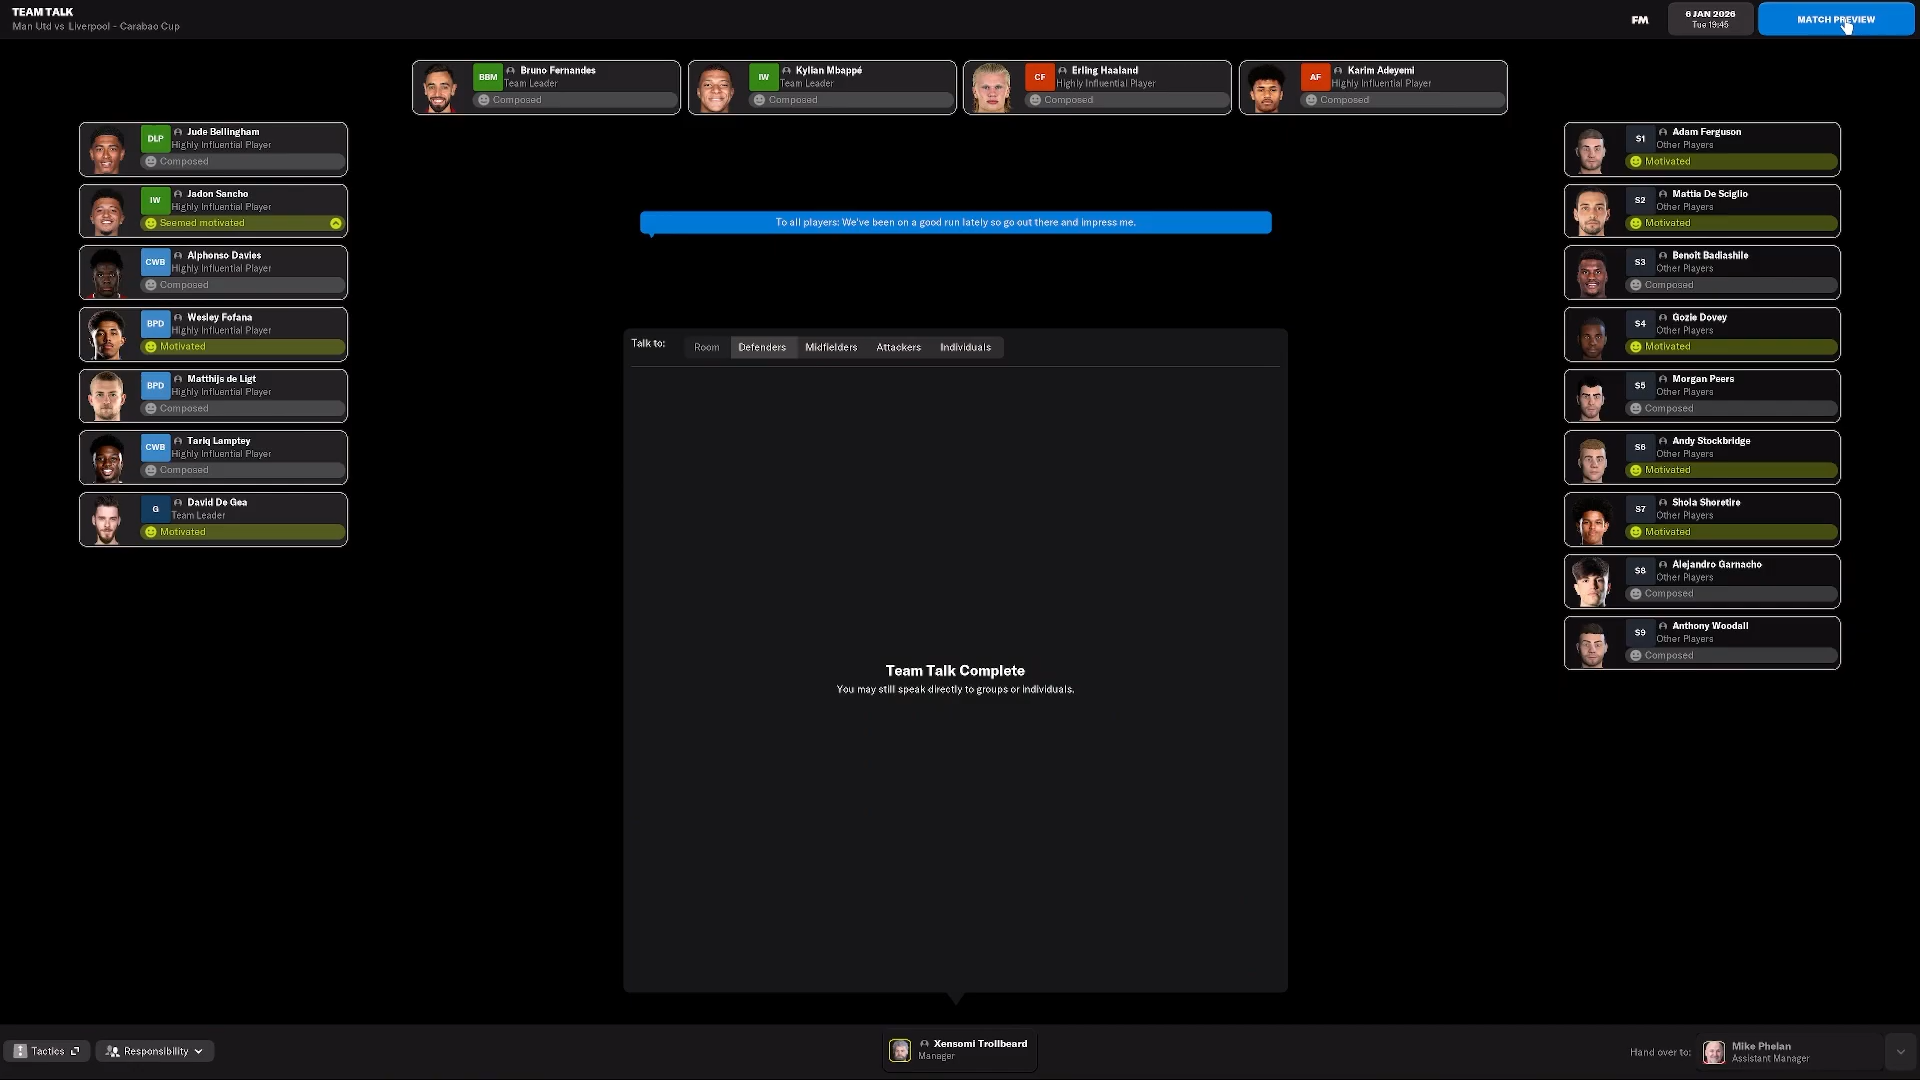 TEAM TALK
Man Utd vs Liverpool - Carabao Cup
FM
6 JAN 2026
Tue 19:45
MATCH PREVIEW
BBM Bruno Fernandes
Team Leader
Composed
IW Kylian Mbappé
Team Leader
Composed
CF Erling Haaland
Highly Influential Player
Composed
AF Karim Adeyemi
Highly Influential Player
Composed
DLP Jude Bellingham
Highly Influential Player
Composed
IW Jadon Sancho
Highly Influential Player
Seemed motivated
CWB Alphonso Davies
Highly Influential Player
Composed
BPD Wesley Fofana
Highly Influential Player
Motivated
BPD Matthijs de Ligt
Highly Influential Player
Composed
CWB Tariq Lamptey
Highly Influential Player
Composed
G David De Gea
Team Leader
Motivated
To all players: We've been on a good run lately so go out there and impress me.
Talk to: Room Defenders Midfielders Attackers Individuals
Team Talk Complete
You may still speak directly to groups or individuals.
S1 Adam Ferguson
Other Players
Motivated
S2 Mattia De Sciglio
Other Players
Motivated
S3 Benoît Badiashile
Other Players
Composed
S4 Gozie Dovey
Other Players
Motivated
S5 Morgan Peers
Other Players
Composed
S6 Andy Stockbridge
Other Players
Motivated
S7 Shola Shoretire
Other Players
Motivated
S8 Alejandro Garnacho
Other Players
Composed
S9 Anthony Woodall
Other Players
Composed
Tactics
Responsibility
Xensomi Trollbeard
Manager
Hand over to:
Mike Phelan
Assistant Manager